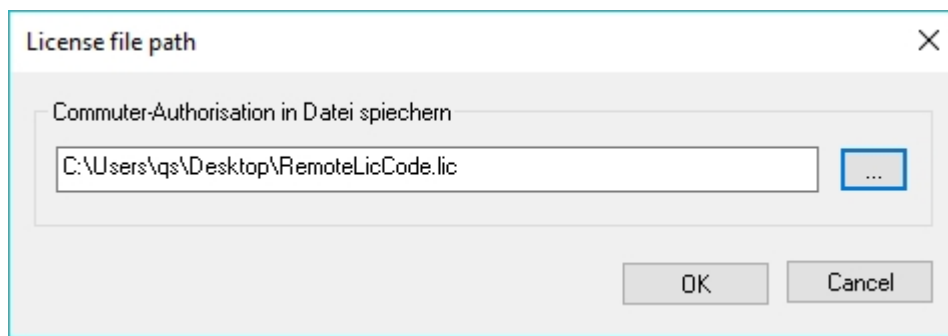 License file path
Commuter-Authorisation in Datei spiechern
C:\Users\qs\Desktop\RemoteLicCode.lic
...
OK
Cancel